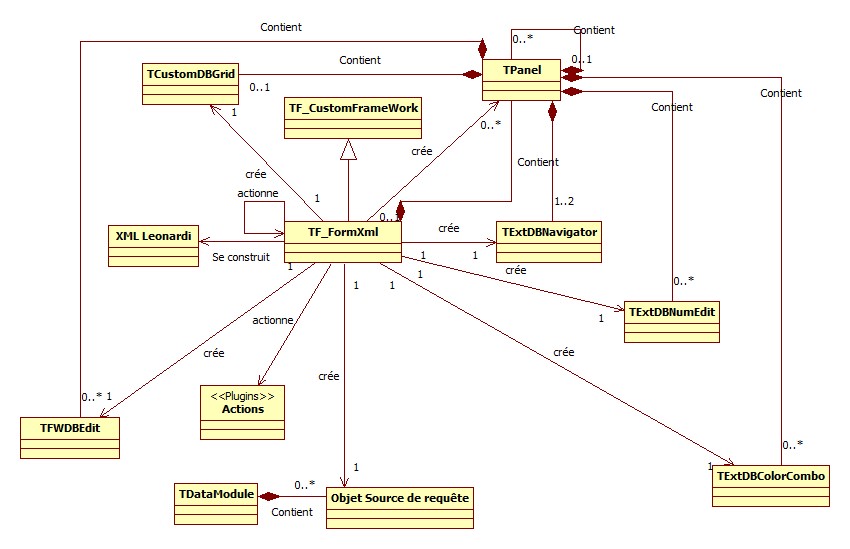 Contient
0..*
Contient
0..1
TPanel
Contient
TCustomDBGrid
0..1
Contient
Contient
TF_CustomFrameWork
1
0..*
crée
Contient
crée
actionne
1
1..2
0..1
XML Leonardi
TF_FormXml
crée
TExtDBNavigator
Se construit
1
1
1
crée
1
0..*
1
1
TExtDBNumEdit
actionne
1
crée
crée
crée
<<Plugins>>
Actions
0..*
1
TFWDBEdit
0..*
1
1
TExtDBColorCombo
TDataModule
0..*
Objet Source de requête
Contient